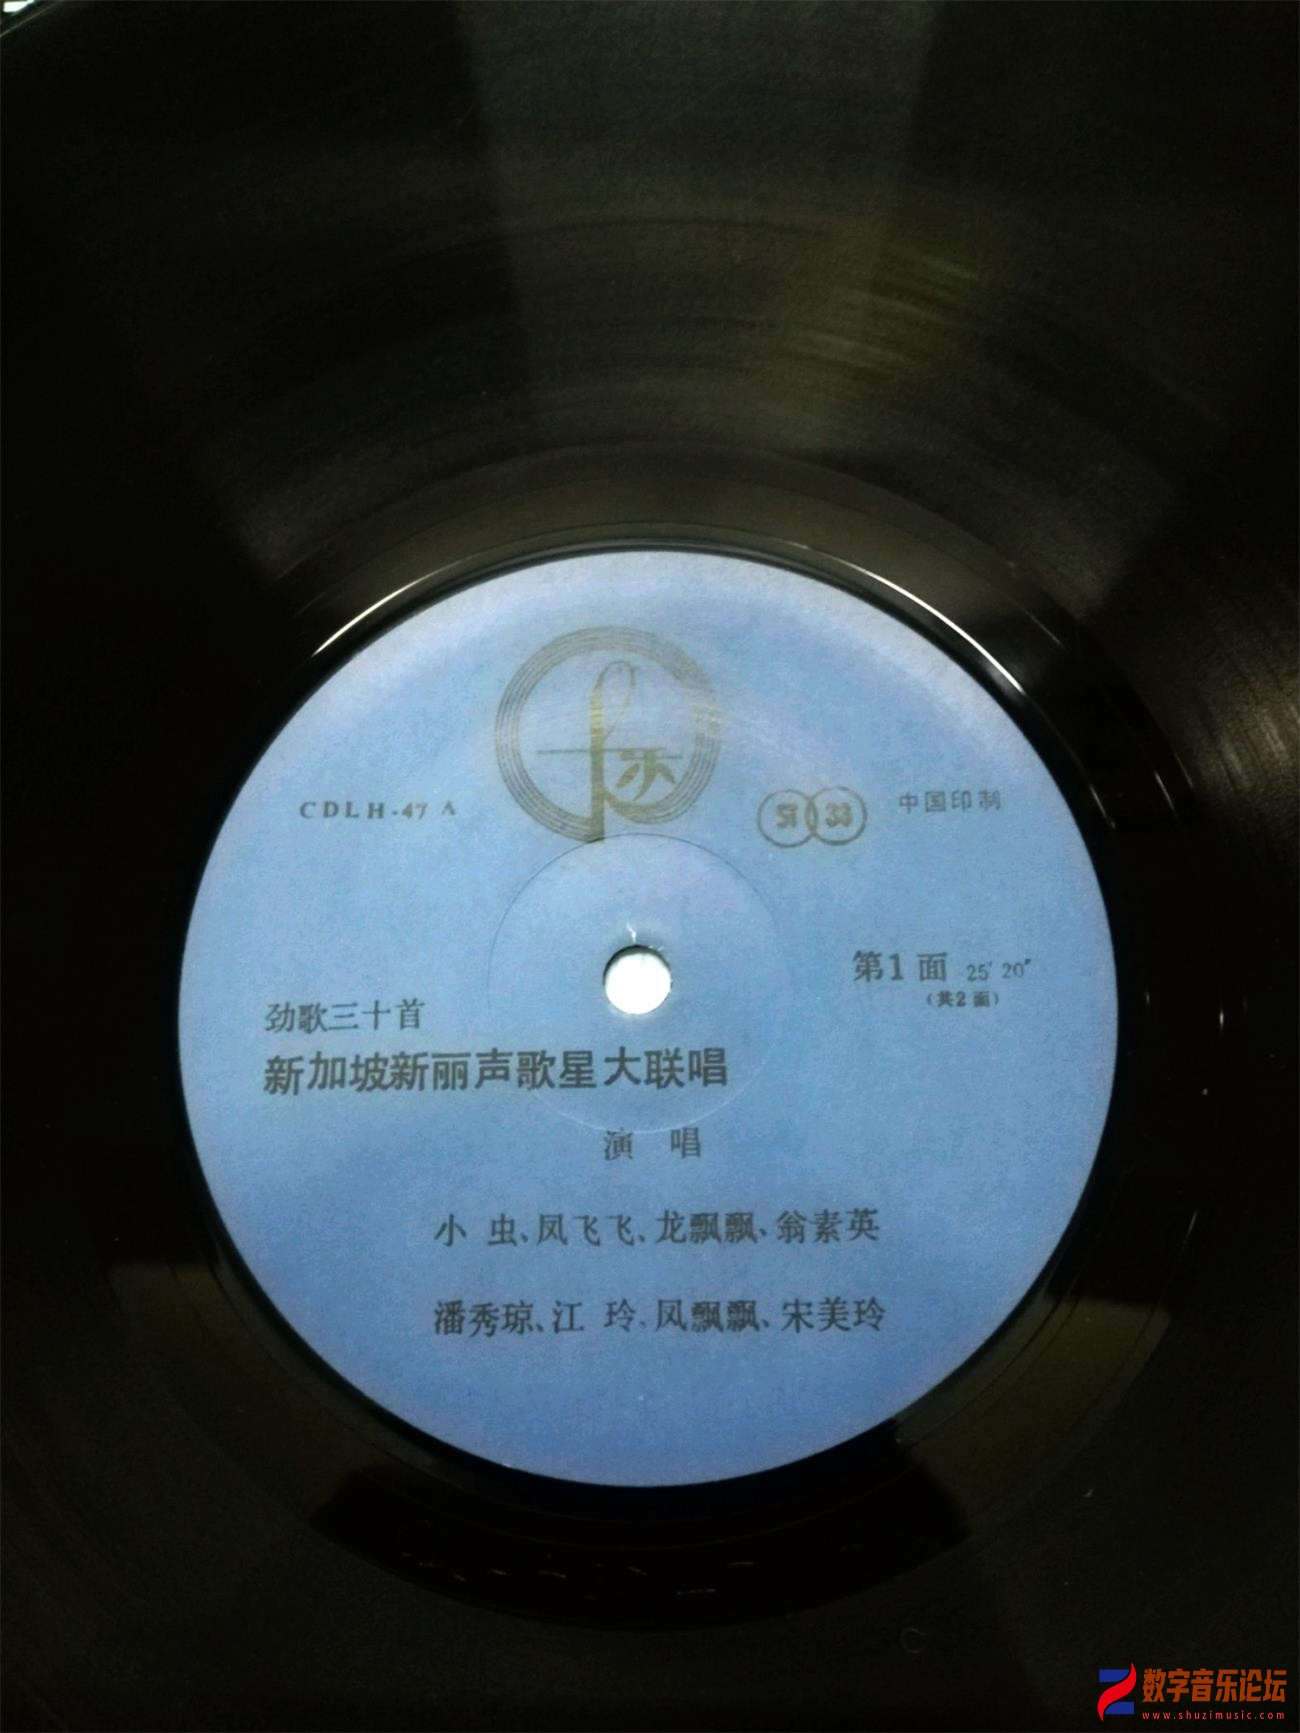 乐
CDLH-47 A
ST 33
中国印制
第1面 25′ 20″
(共2面)
劲歌三十首
新加坡新丽声歌星大联唱
演 唱
小 虫、凤飞飞、龙飘飘、翁素英
潘秀琼、江 玲、凤飘飘、宋美玲
数字音乐论坛
www.shuzimusic.com